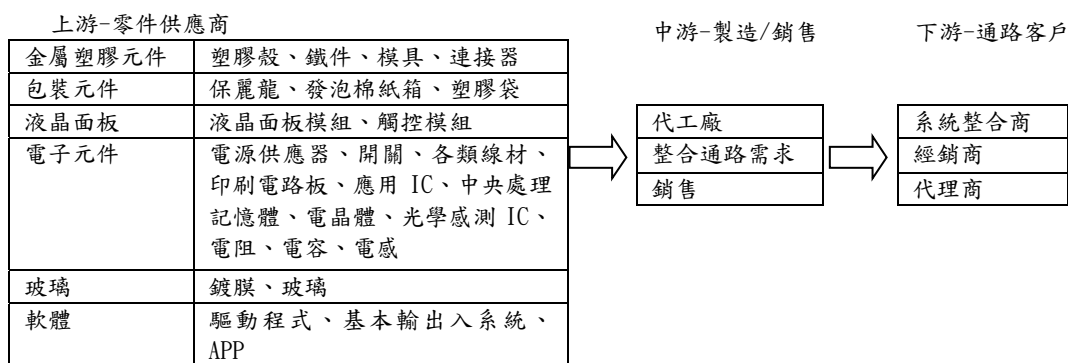 上游-零件供應商
中游-製造/銷售
下游-通路客戶
金屬塑膠元件
塑膠殼、鐵件、模具、連接器
包裝元件
保麗龍、發泡棉紙箱、塑膠袋
液晶面板
液晶面板模組、觸控模組
電子元件
電源供應器、開關、各類線材、
印刷電路板、應用 IC、中央處理
記憶體、電晶體、光學感測 IC、
電阻、電容、電感
玻璃
鍍膜、玻璃
軟體
驅動程式、基本輸出入系統、
APP
代工廠
整合通路需求
銷售
系統整合商
經銷商
代理商